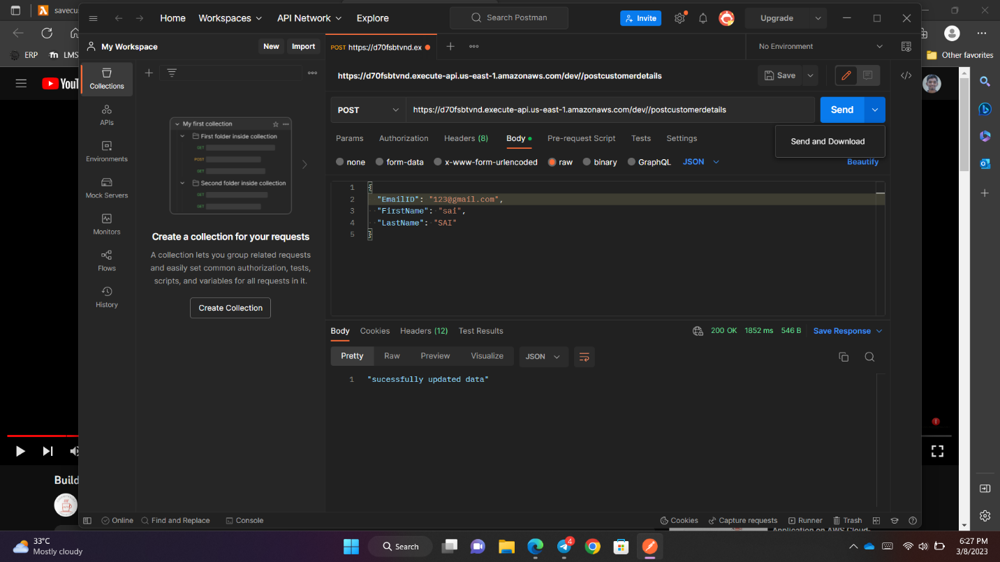 savecus
Home
Workspaces
API Network
Explore
Search Postman
Invite
Upgrade
ERP
LMS
Other favorites
My Workspace
New
Import
POST https://d70fsbtvnd.ex
No Environment
YouT
Collections
APIs
Environments
Mock Servers
Monitors
Flows
History
My first collection
First folder inside collection
GET
POST
GET
Second folder inside collection
GET
GET
Create a collection for your requests
A collection lets you group related requests
and easily set common authorization, tests,
scripts, and variables for all requests in it.
Create Collection
https://d70fsbtvnd.execute-api.us-east-1.amazonaws.com/dev//postcustomerdetails
Save
POST
https://d70fsbtvnd.execute-api.us-east-1.amazonaws.com/dev//postcustomerdetails
Send
Send and Download
Params
Authorization
Headers (8)
Body
Pre-request Script
Tests
Settings
none
form-data
x-www-form-urlencoded
raw
binary
GraphQL
JSON
Beautify
1 {
2 "EmailID": "123@gmail.com",
3 "FirstName": "sai",
4 "LastName": "SAI"
5 }
Body
Cookies
Headers (12)
Test Results
200 OK
1852 ms
546 B
Save Response
Pretty
Raw
Preview
Visualize
JSON
1 "sucessfully updated data"
Build
Online
Find and Replace
Console
Cookies
Capture requests
Runner
Trash
Application on AWS Cloud-
33°C
Mostly cloudy
Search
4
6:27 PM
3/8/2023